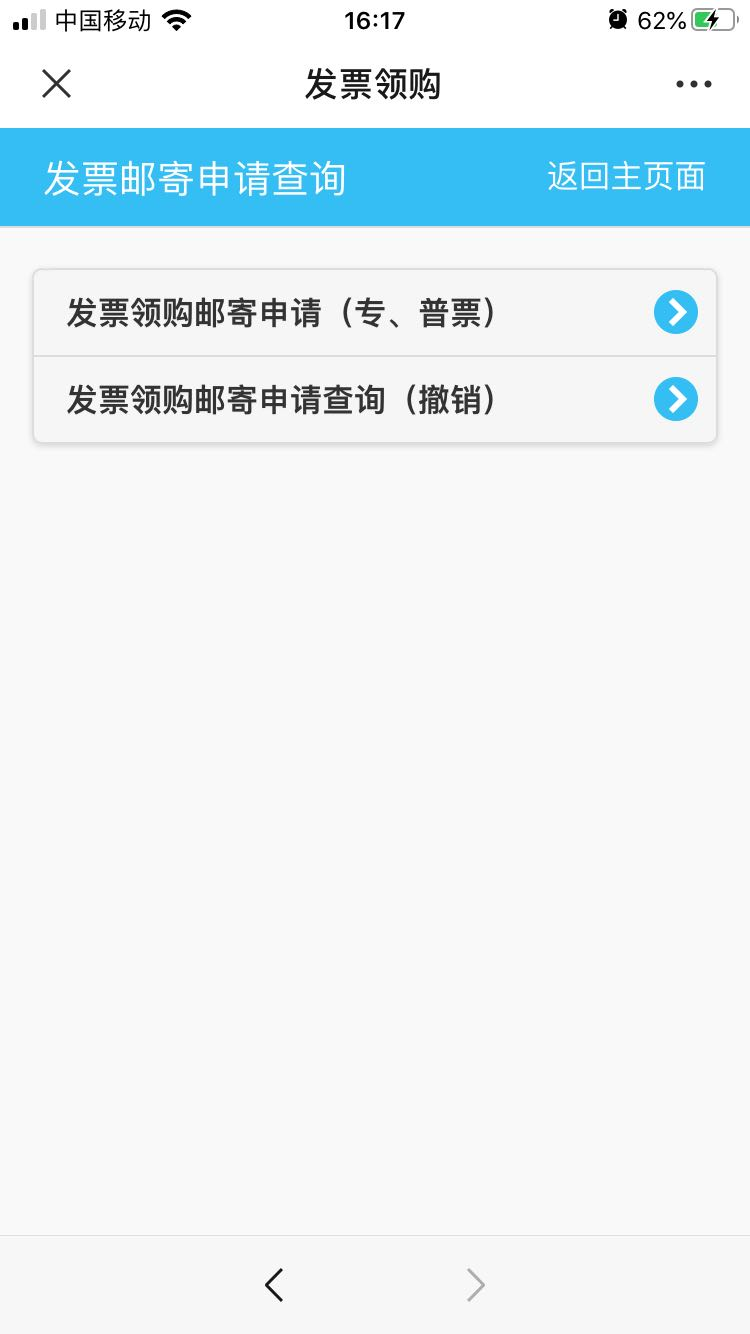 中国移动 16:17 62%
发票领购
发票邮寄申请查询 返回主页面
发票领购邮寄申请（专、普票）
发票领购邮寄申请查询（撤销）